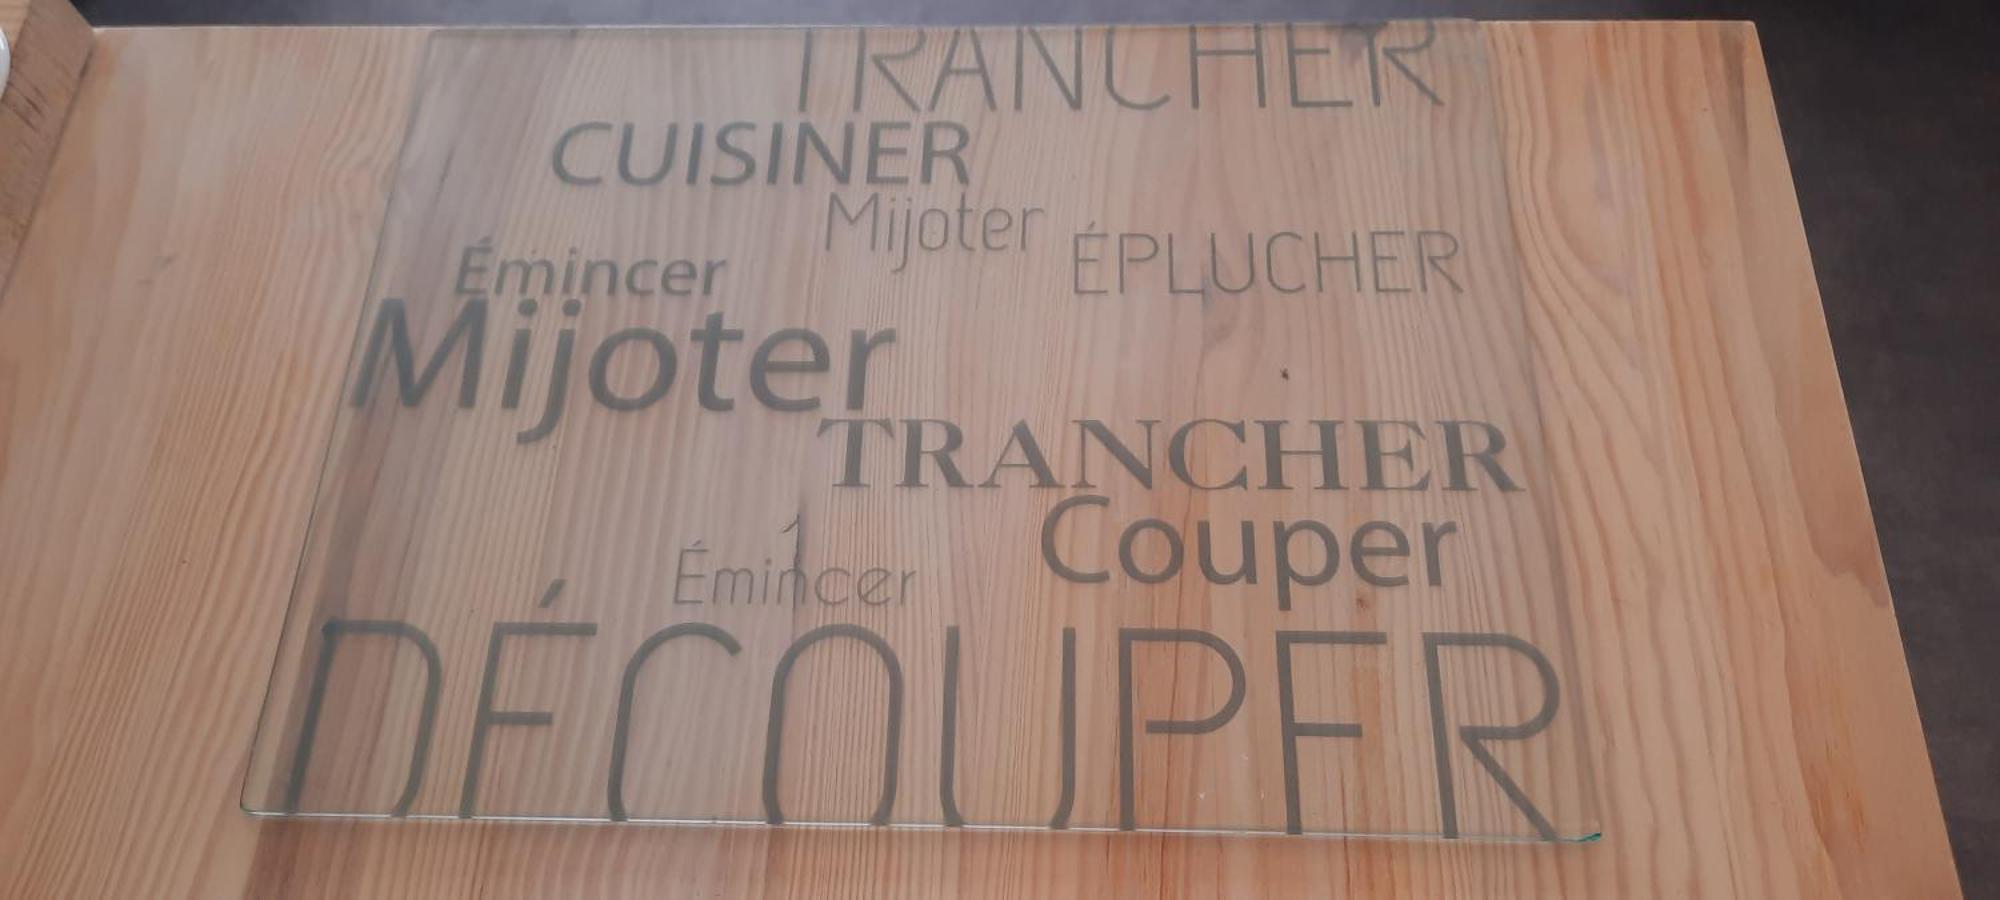 TRANCHER
CUISINER
Mijoter
ÉPLUCHER
Émincer
Mijoter
TRANCHER
Couper
Émincer
DÉCOUPER